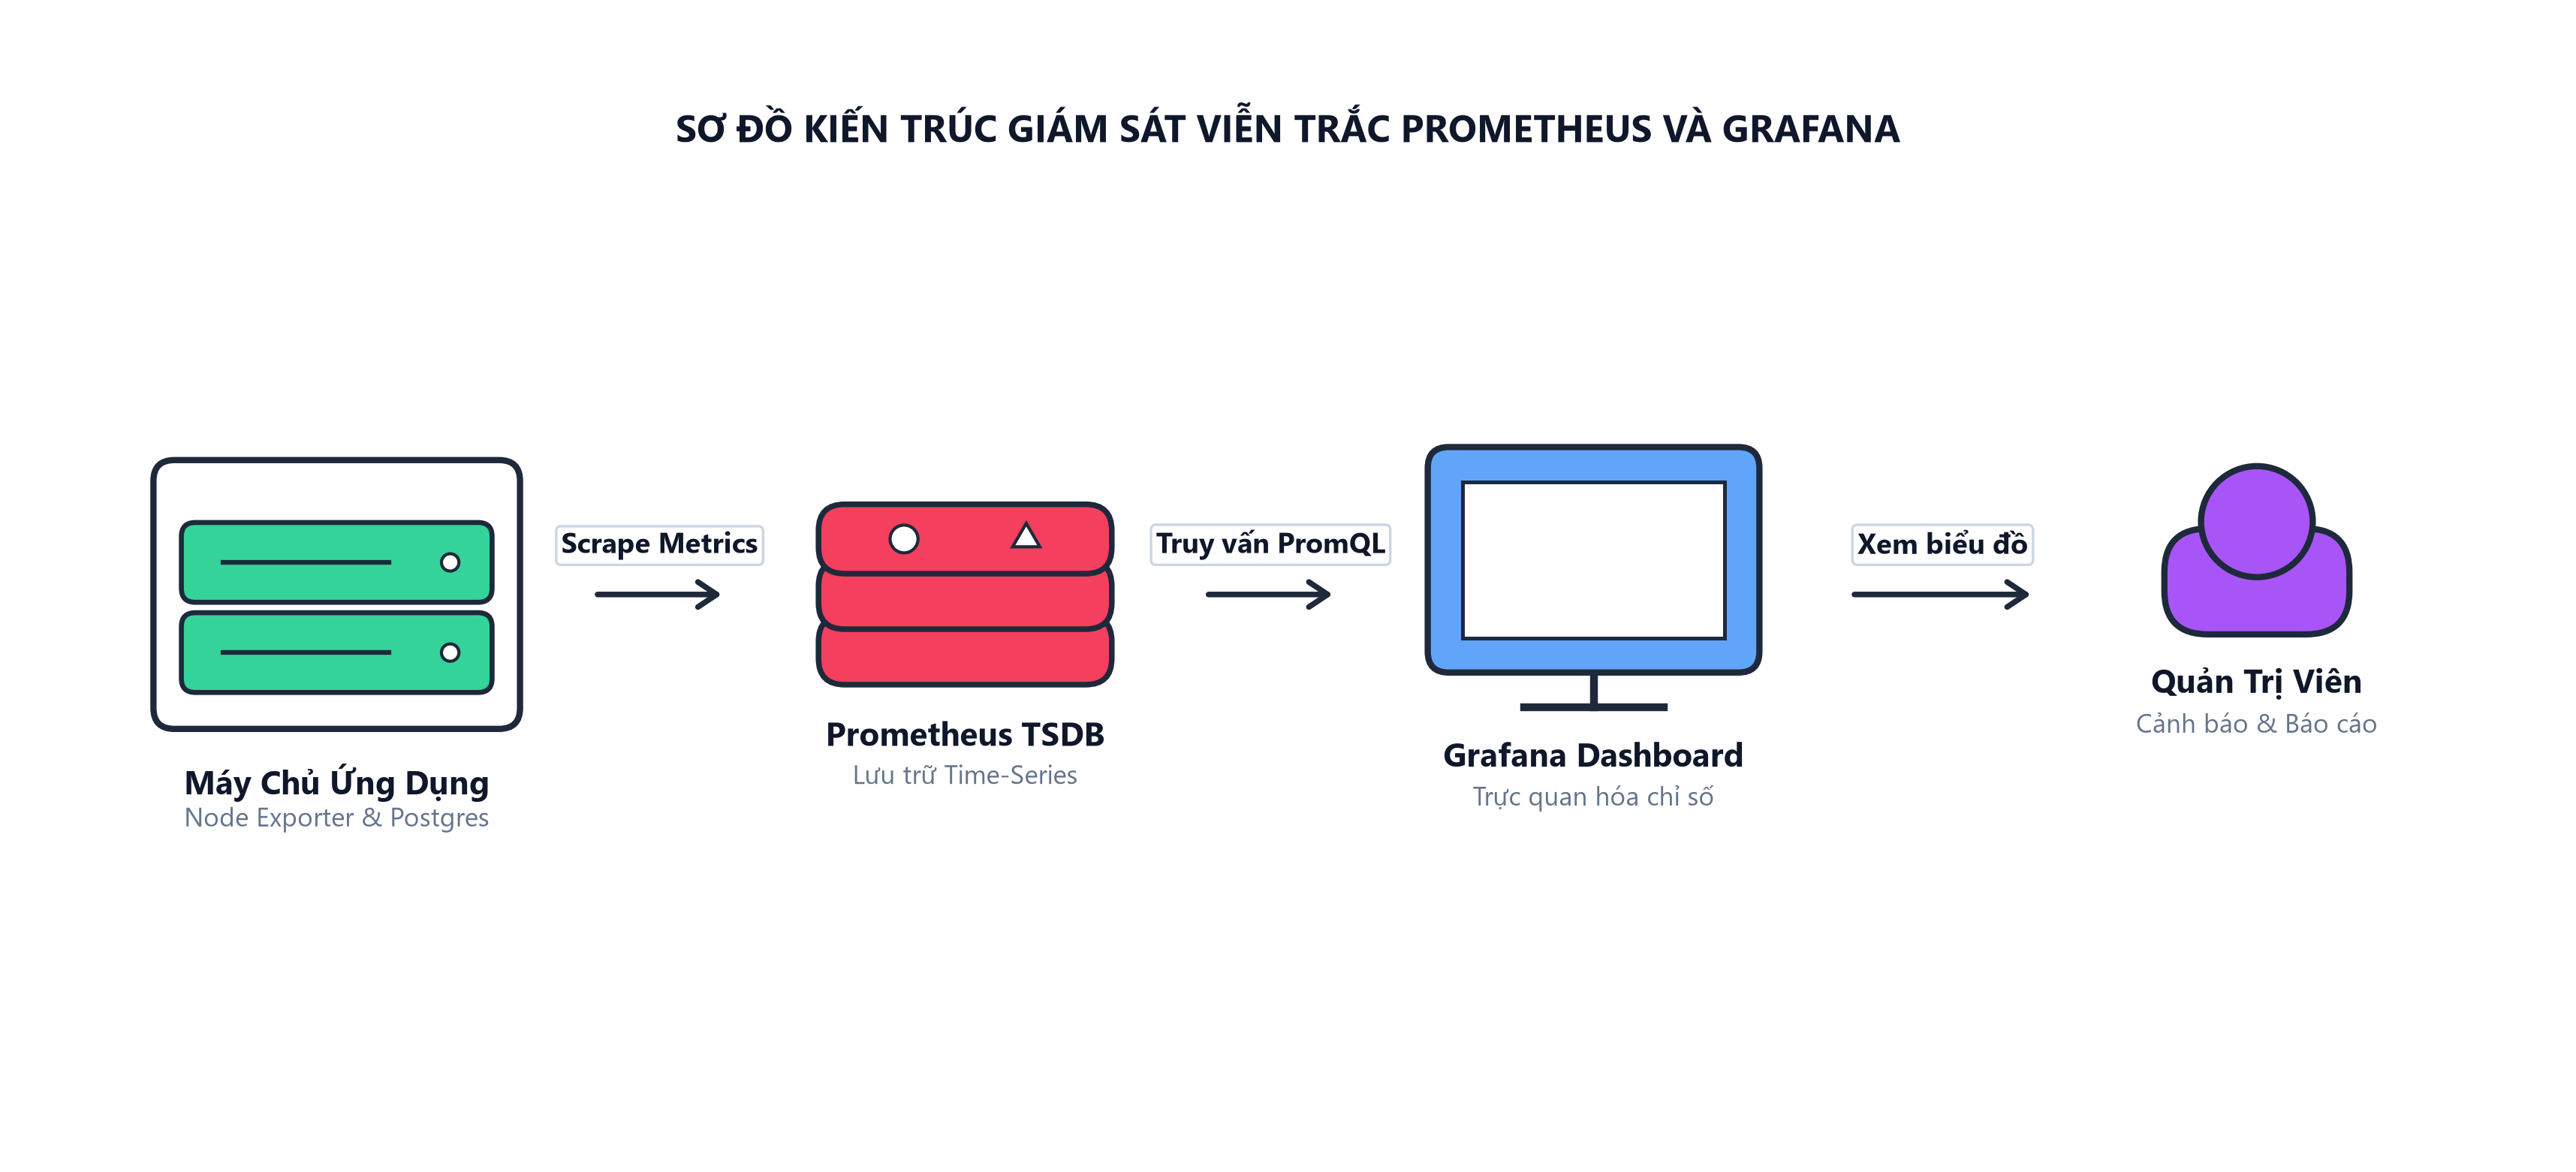 SƠ ĐỒ KIẾN TRÚC GIÁM SÁT VIỄN TRẮC PROMETHEUS VÀ GRAFANA
Scrape Metrics
Truy vấn PromQL
Xem biểu đồ
Máy Chủ Ứng Dụng
Node Exporter & Postgres
Prometheus TSDB
Lưu trữ Time-Series
Grafana Dashboard
Trực quan hóa chỉ số
Quản Trị Viên
Cảnh báo & Báo cáo